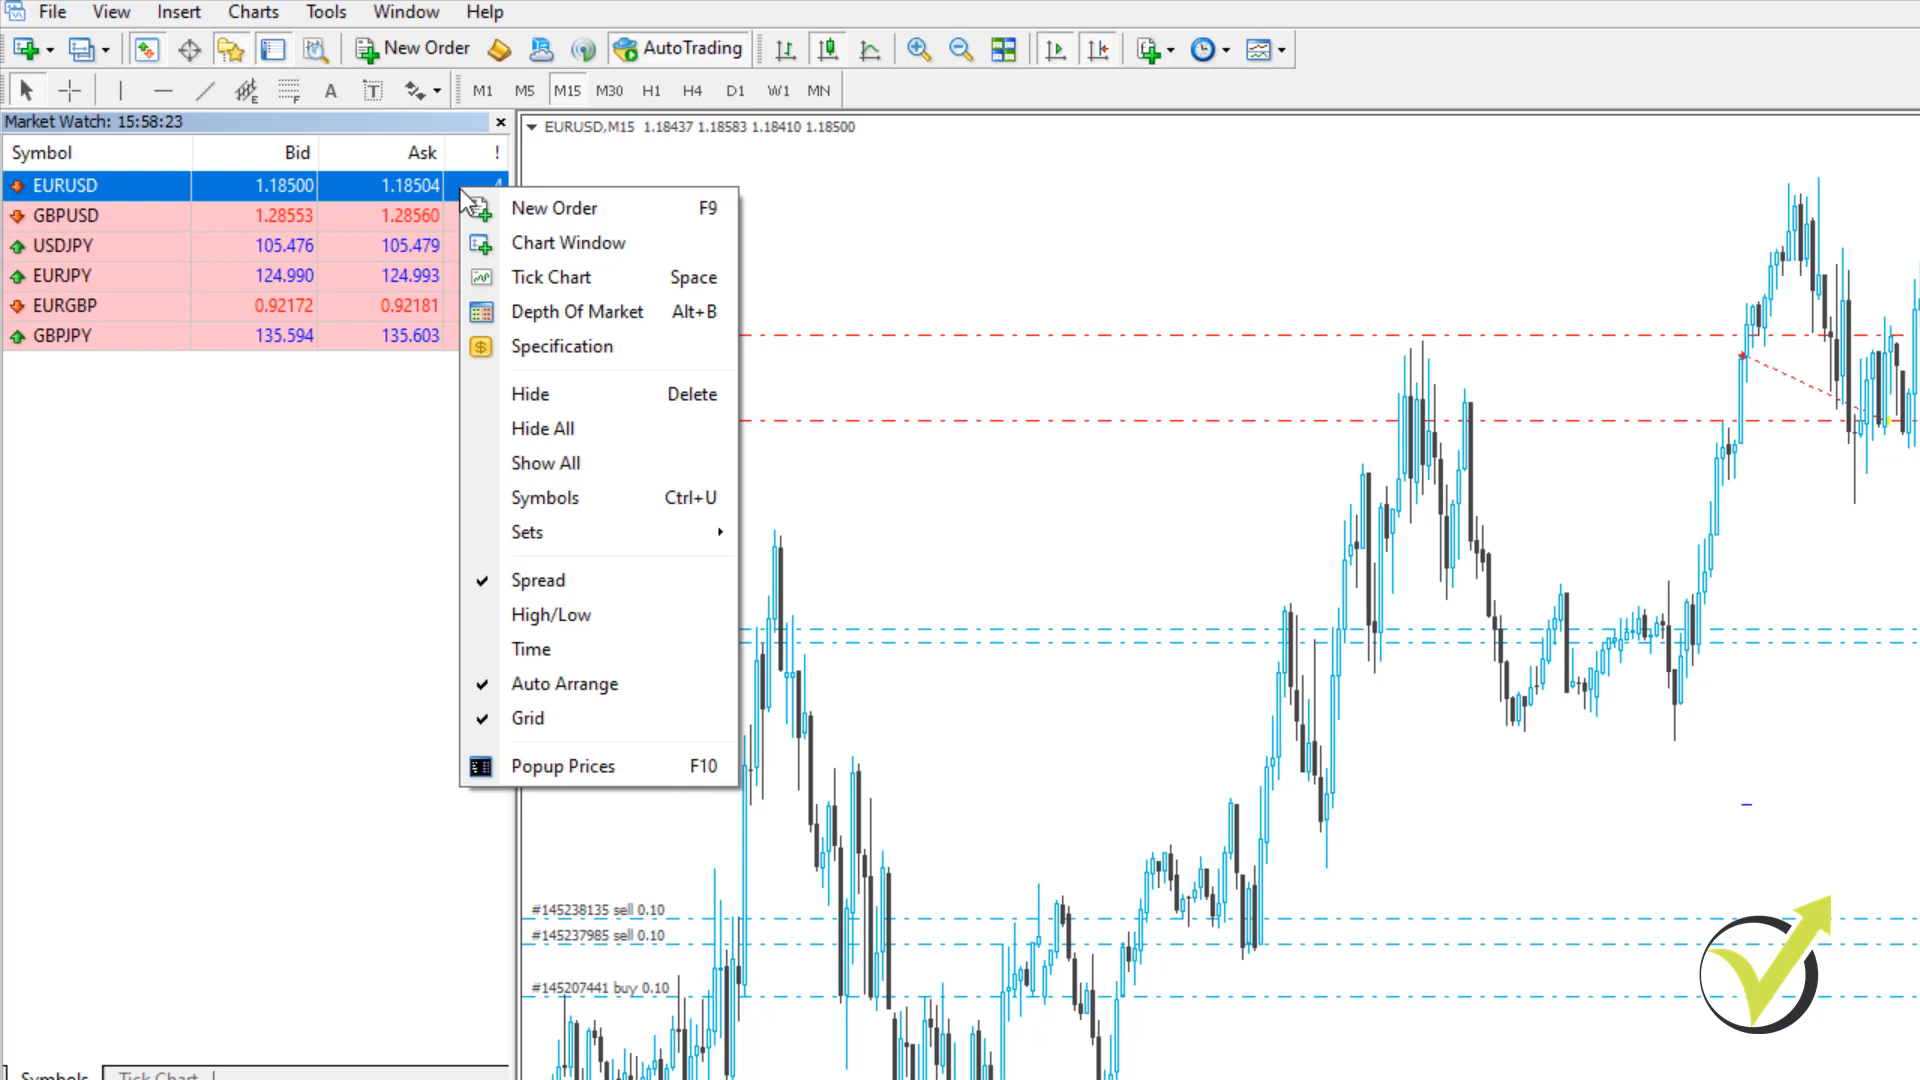 File View Insert Charts Tools Window Help
New Order AutoTrading
A T M1 M5 M15 M30 H1 H4 D1 W1 MN
Market Watch: 15:58:23
Symbol Bid Ask !
EURUSD 1.18500 1.18504 4
GBPUSD 1.28553 1.28560
USDJPY 105.476 105.479
EURJPY 124.990 124.993
EURGBP 0.92172 0.92181
GBPJPY 135.594 135.603
New Order F9
Chart Window
Tick Chart Space
Depth Of Market Alt+B
Specification
Hide Delete
Hide All
Show All
Symbols Ctrl+U
Sets
Spread
High/Low
Time
Auto Arrange
Grid
Popup Prices F10
EURUSD,M15 1.18437 1.18583 1.18410 1.18500
#145238135 sell 0.10
#145237985 sell 0.10
#145207441 buy 0.10
Symbols Tick Chart